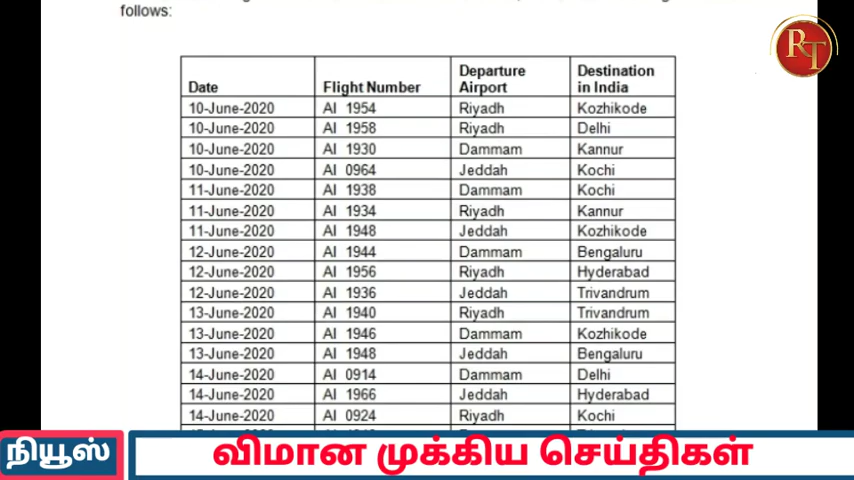 follows:
RT
Date Flight Number Departure Airport Destination in India
10-June-2020 AI 1954 Riyadh Kozhikode
10-June-2020 AI 1958 Riyadh Delhi
10-June-2020 AI 1930 Dammam Kannur
10-June-2020 AI 0964 Jeddah Kochi
11-June-2020 AI 1938 Dammam Kochi
11-June-2020 AI 1934 Riyadh Kannur
11-June-2020 AI 1948 Jeddah Kozhikode
12-June-2020 AI 1944 Dammam Bengaluru
12-June-2020 AI 1956 Riyadh Hyderabad
12-June-2020 AI 1936 Jeddah Trivandrum
13-June-2020 AI 1940 Riyadh Trivandrum
13-June-2020 AI 1946 Dammam Kozhikode
13-June-2020 AI 1948 Jeddah Bengaluru
14-June-2020 AI 0914 Dammam Delhi
14-June-2020 AI 1966 Jeddah Hyderabad
14-June-2020 AI 0924 Riyadh Kochi
நியூஸ் விமான முக்கிய செய்திகள்